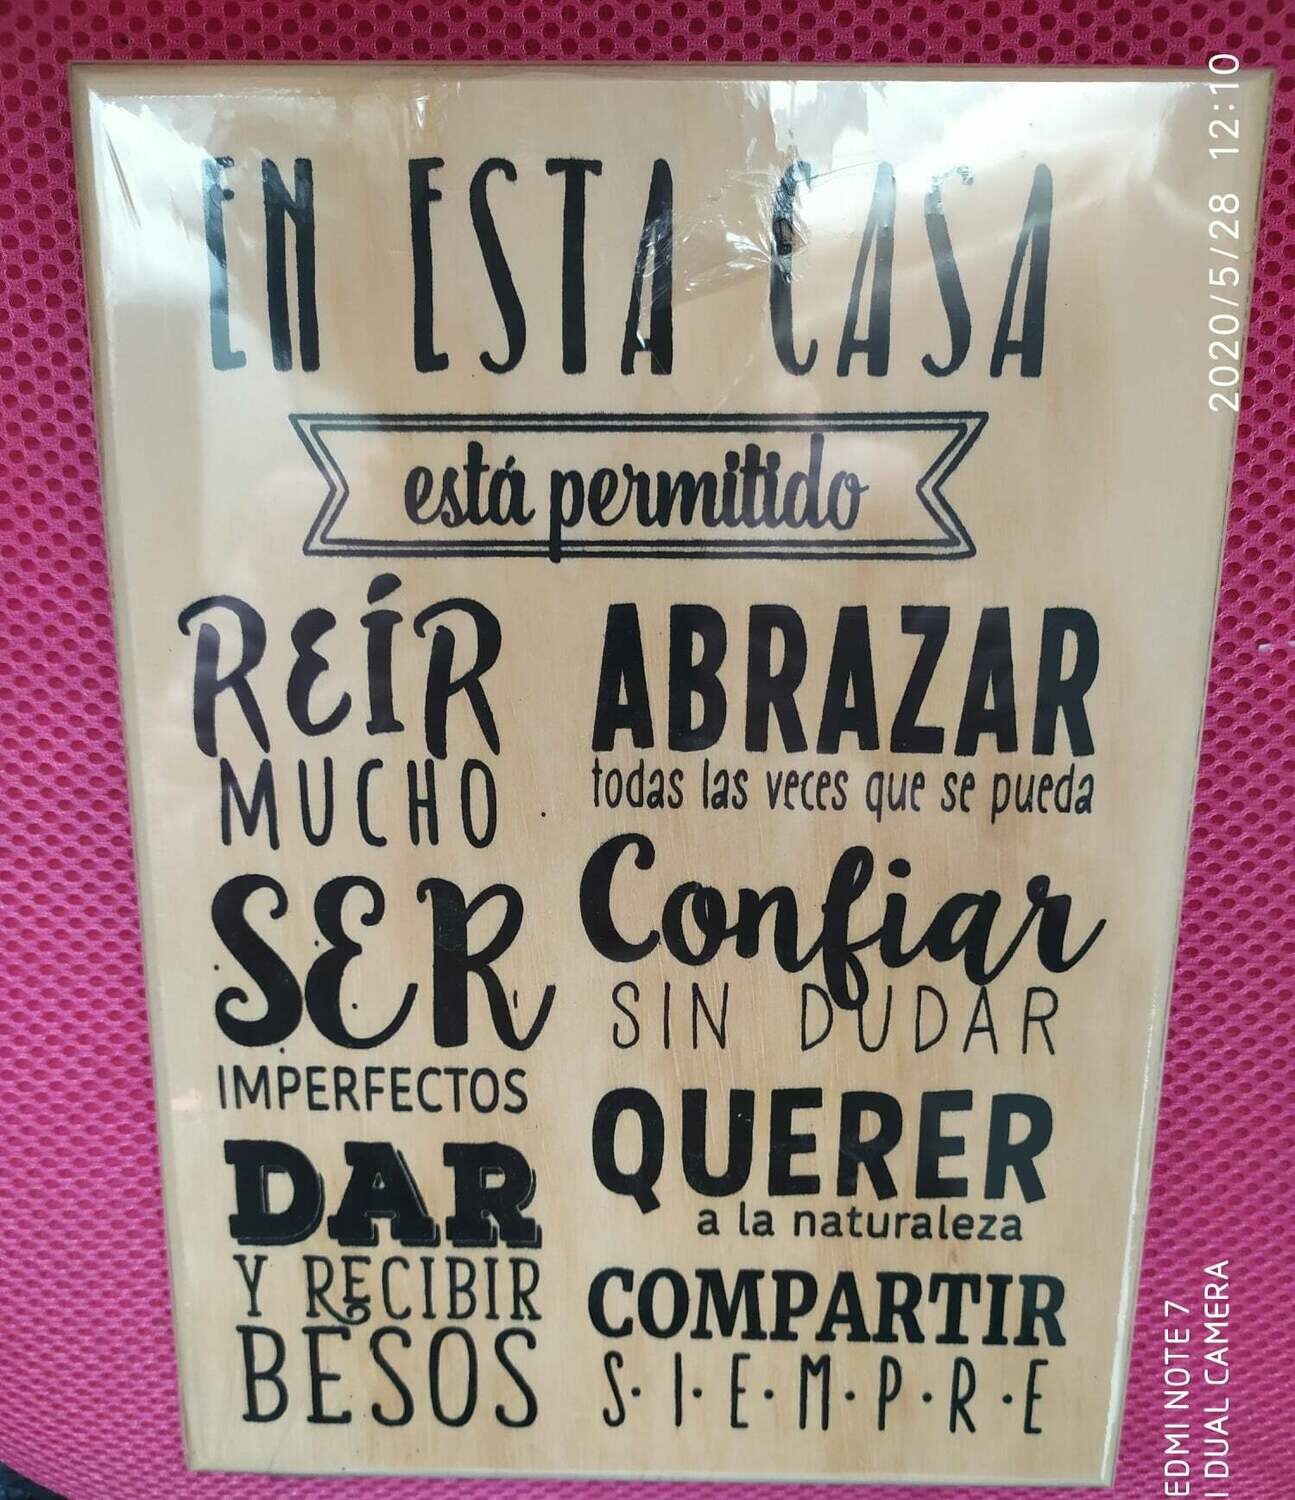 EN ESTA CASA
está permitido
REÍR
MUCHO
SER
IMPERFECTOS
DAR
Y RECIBIR
BESOS
ABRAZAR
todas las veces que se pueda
Confiar
SIN DUDAR
QUERER
a la naturaleza
COMPARTIR
S·I·E·M·P·R·E
2020/5/28 12:10
EDMI NOTE 7
I DUAL CAMERA